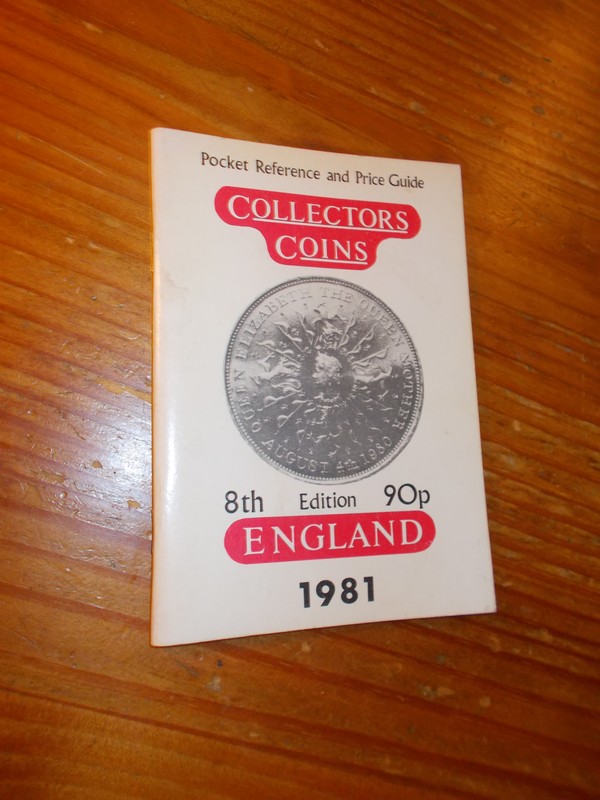 Pocket Reference and Price Guide
COLLECTORS
COINS
QUEEN ELIZABETH THE QUEEN MOTHER
AUGUST 4TH 1980
8th Edition 90p
ENGLAND
1981